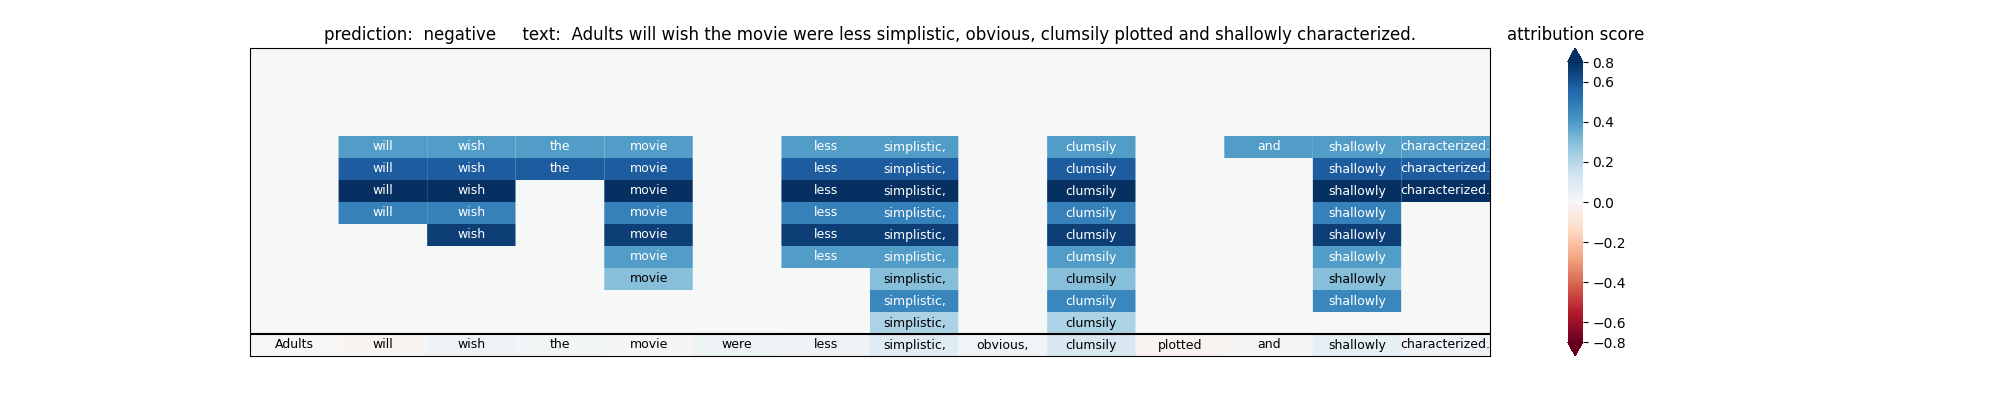 prediction: negative text: Adults will wish the movie were less simplistic, obvious, clumsily plotted and shallowly characterized. attribution score
0.8
0.6
0.4
0.2
0.0
−0.2
−0.4
−0.6
−0.8
will wish the movie less simplistic, clumsily and shallowly characterized.
will wish the movie less simplistic, clumsily shallowly characterized.
will wish movie less simplistic, clumsily shallowly characterized.
will wish movie less simplistic, clumsily shallowly
wish movie less simplistic, clumsily shallowly
movie less simplistic, clumsily shallowly
movie simplistic, clumsily shallowly
simplistic, clumsily shallowly
simplistic, clumsily
Adults will wish the movie were less simplistic, obvious, clumsily plotted and shallowly characterized.